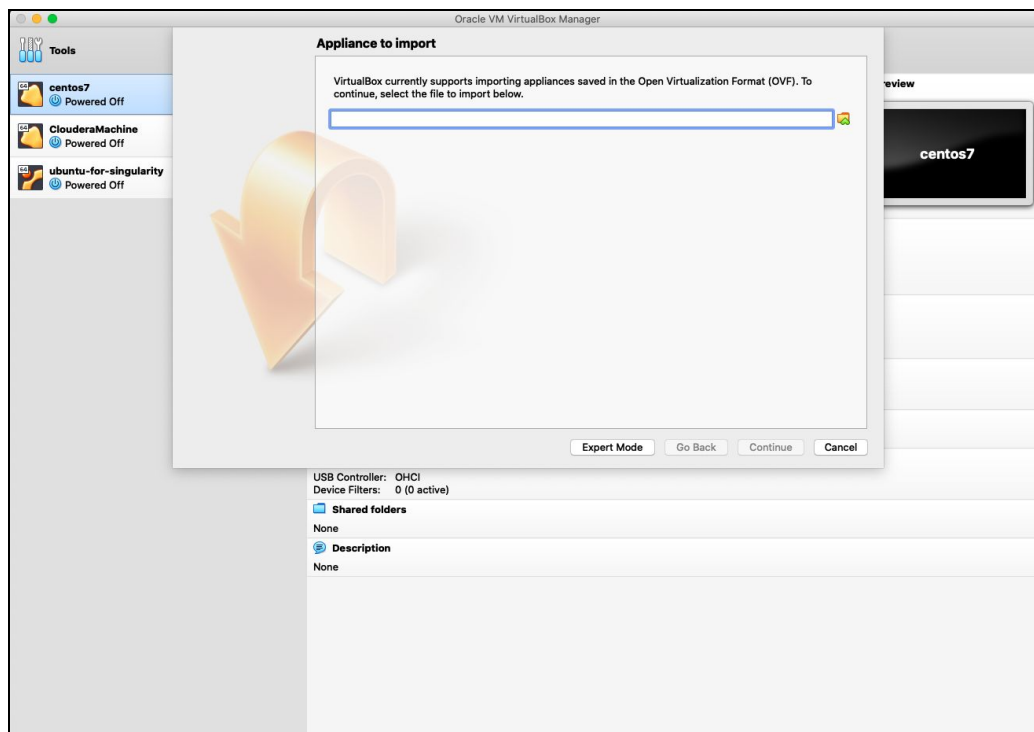 Oracle VM VirtualBox Manager
Tools
Appliance to import
VirtualBox currently supports importing appliances saved in the Open Virtualization Format (OVF). To
continue, select the file to import below.
64
centos7
Powered Off
64
ClouderaMachine
Powered Off
64
ubuntu-for-singularity
Powered Off
review
centos7
Expert Mode Go Back Continue Cancel
USB Controller: OHCI
Device Filters: 0 (0 active)
Shared folders
None
Description
None